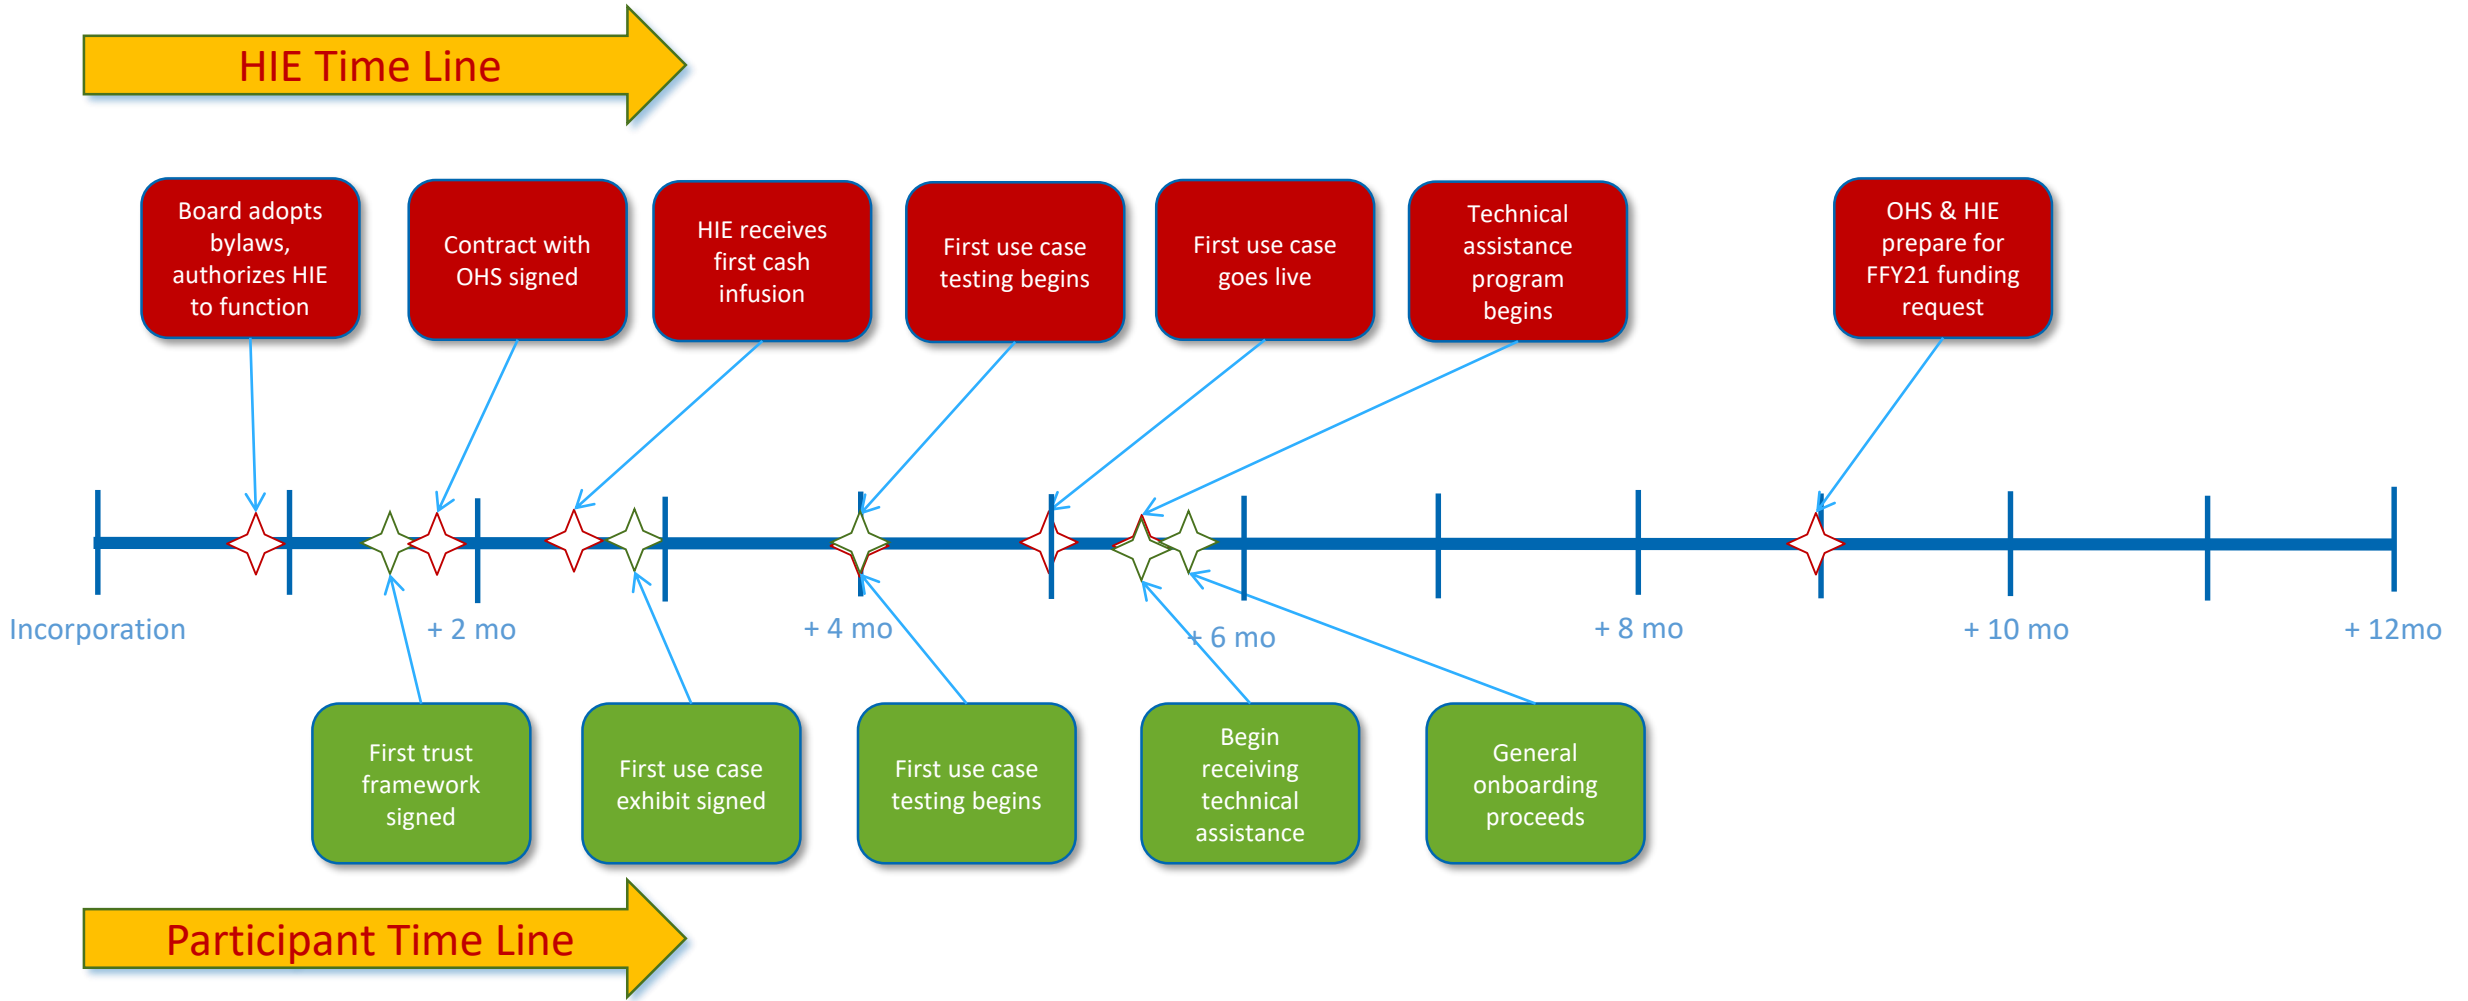 HIE Time Line
Board adopts
bylaws,
authorizes HIE
to function
Contract with
OHS signed
HIE receives
first cash
infusion
First use case
testing begins
First use case
goes live
Technical
assistance
program
begins
OHS & HIE
prepare for
FFY21 funding
request
Incorporation
+ 2 mo
+ 4 mo
+ 6 mo
+ 8 mo
+ 10 mo
+ 12mo
First trust
framework
signed
First use case
exhibit signed
First use case
testing begins
Begin
receiving
technical
assistance
General
onboarding
proceeds
Participant Time Line